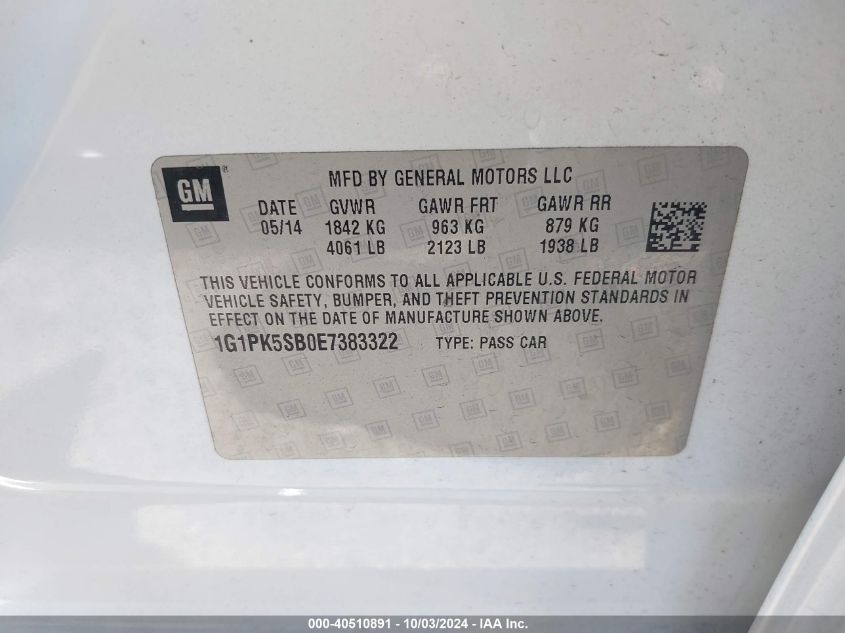 GM
MFD BY GENERAL MOTORS LLC
DATE GVWR GAWR FRT GAWR RR
05/14 1842 KG 963 KG 879 KG
4061 LB 2123 LB 1938 LB
THIS VEHICLE CONFORMS TO ALL APPLICABLE U.S. FEDERAL MOTOR
VEHICLE SAFETY, BUMPER, AND THEFT PREVENTION STANDARDS IN
EFFECT ON THE DATE OF MANUFACTURE SHOWN ABOVE.
1G1PK5SB0E7383322 TYPE: PASS CAR
000-40510891 - 10/03/2024 - IAA Inc.